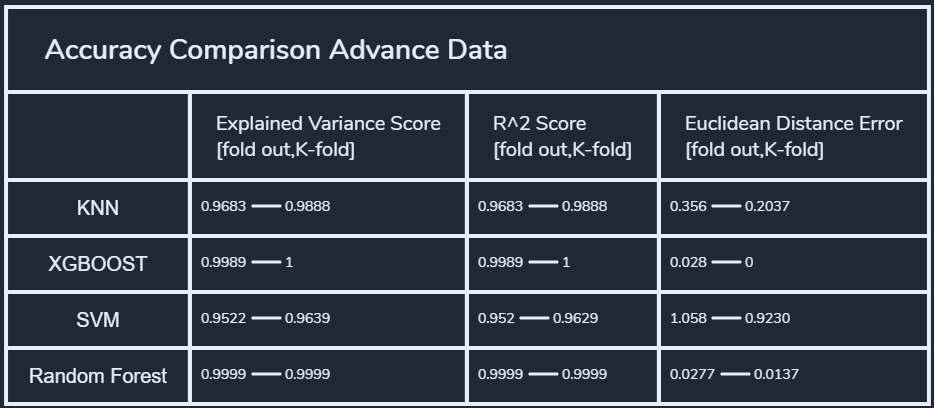 Accuracy Comparison Advance Data
Explained Variance Score
[fold out,K-fold]
R^2 Score
[fold out,K-fold]
Euclidean Distance Error
[fold out,K-fold]
KNN 0.9683 — 0.9888 0.9683 — 0.9888 0.356 — 0.2037
XGBOOST 0.9989 — 1 0.9989 — 1 0.028 — 0
SVM 0.9522 — 0.9639 0.952 — 0.9629 1.058 — 0.9230
Random Forest 0.9999 — 0.9999 0.9999 — 0.9999 0.0277 — 0.0137